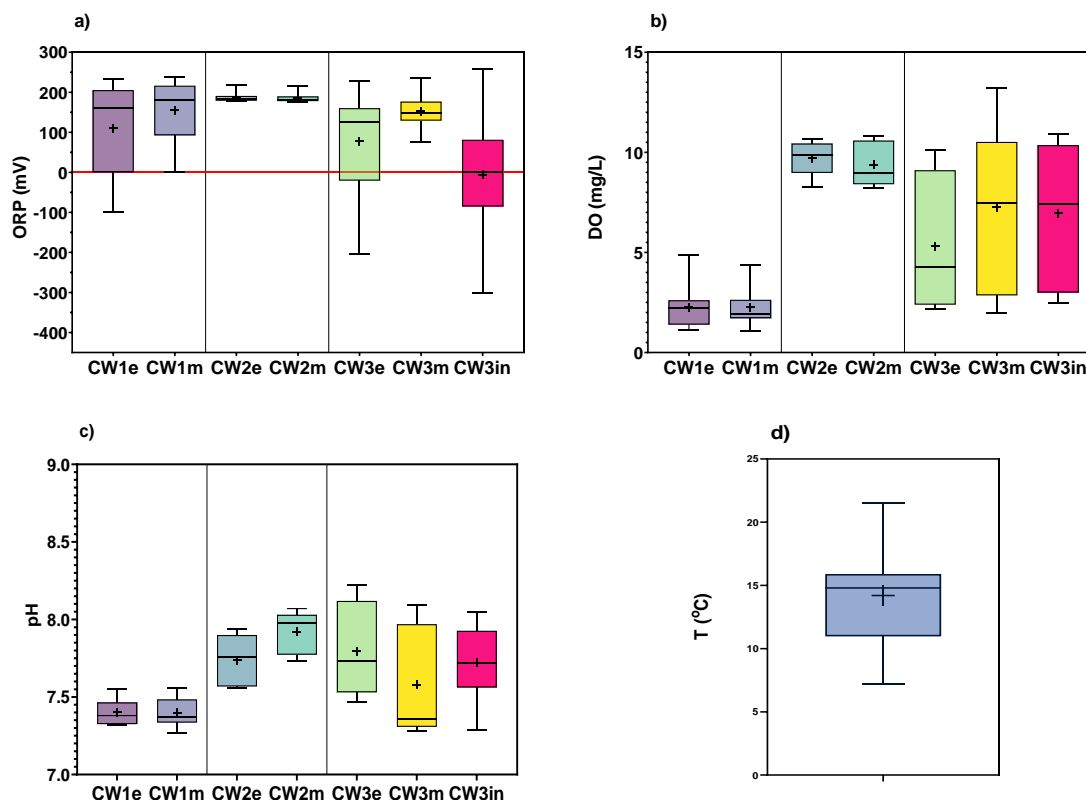 a)
300
200
100
0
-100
-200
-300
-400
ORP (mV)
CW1e CW1m CW2e CW2m CW3e CW3m CW3in
b)
15
10
5
0
DO (mg/L)
CW1e CW1m CW2e CW2m CW3e CW3m CW3in
c)
9.0
8.5
8.0
7.5
7.0
pH
CW1e CW1m CW2e CW2m CW3e CW3m CW3in
d)
25
20
15
10
5
0
T (°C)